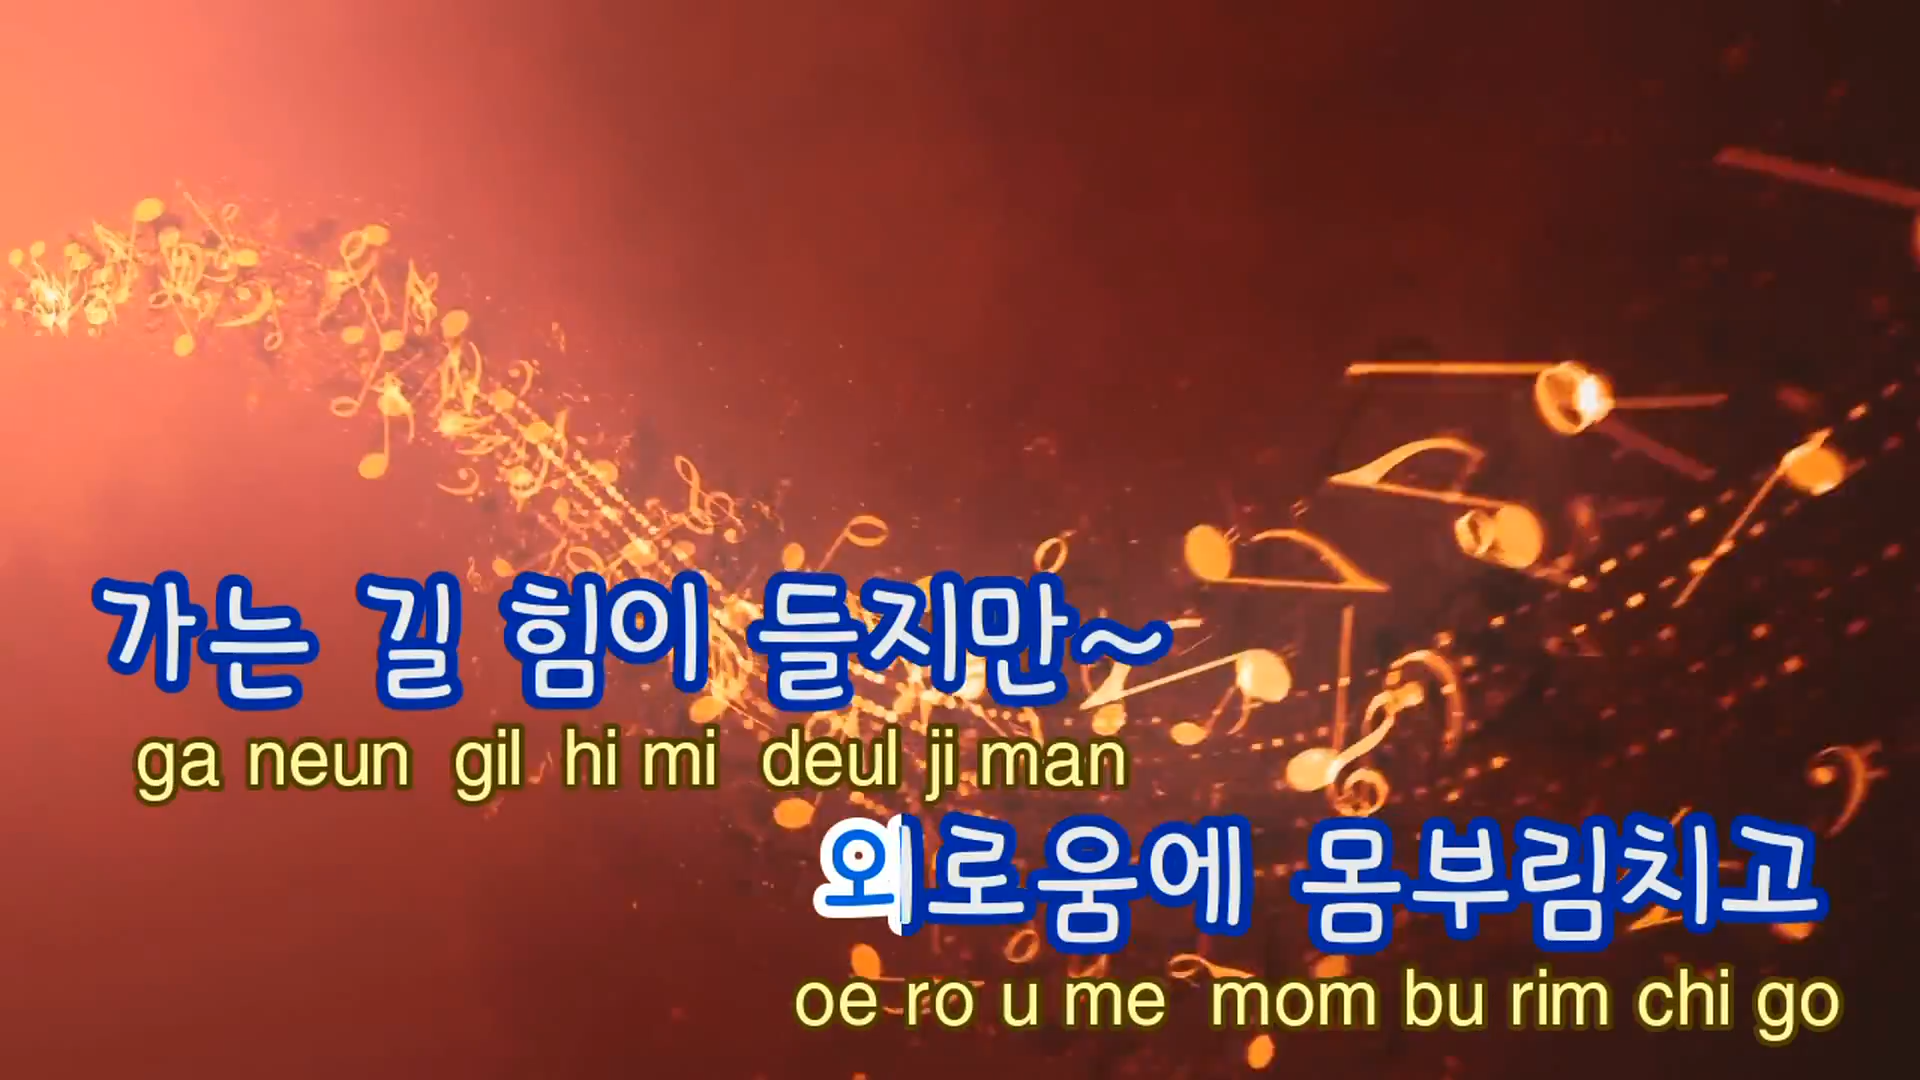 가는 길 힘이 들지만~
ga neun gil hi mi deul ji man
외로움에 몸부림치고
oe ro u me mom bu rim chi go